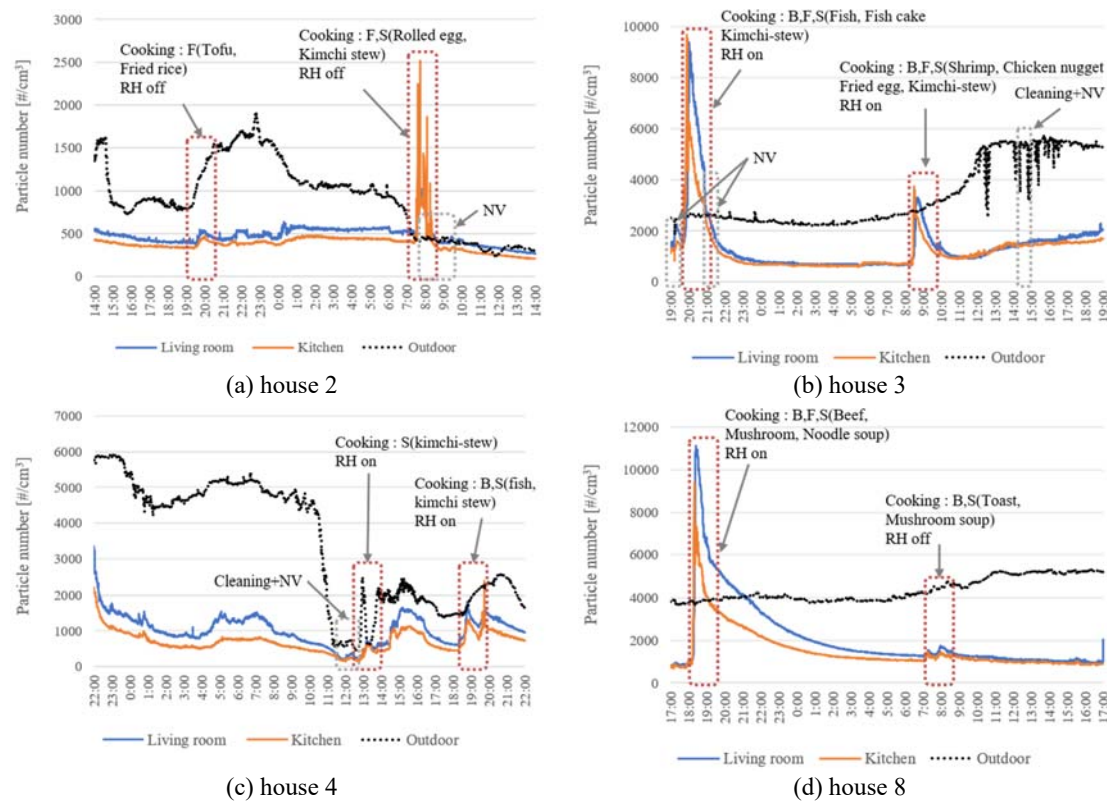 Particle number [#/cm³]
3000
2500
2000
1500
1000
500
0
Cooking : F(Tofu,
Fried rice)
RH off
Cooking : F,S(Rolled egg,
Kimchi stew)
RH off
NV
14:00
15:00
16:00
17:00
18:00
19:00
20:00
21:00
22:00
23:00
0:00
1:00
2:00
3:00
4:00
5:00
6:00
7:00
8:00
9:00
10:00
11:00
12:00
13:00
14:00
Living room
Kitchen
Outdoor
(a) house 2
Particle number [#/cm³]
10000
8000
6000
4000
2000
0
Cooking : B,F,S(Fish, Fish cake
Kimchi-stew)
RH on
Cooking : B,F,S(Shrimp, Chicken nugget
Fried egg, Kimchi-stew)
RH on
Cleaning+NV
NV
19:00
20:00
21:00
22:00
23:00
0:00
1:00
2:00
3:00
4:00
5:00
6:00
7:00
8:00
9:00
10:00
11:00
12:00
13:00
14:00
15:00
16:00
17:00
18:00
19:00
Living room
Kitchen
Outdoor
(b) house 3
Particle number [#/cm³]
7000
6000
5000
4000
3000
2000
1000
0
Cooking : S(kimchi-stew)
RH on
Cooking : B,S(fish,
kimchi stew)
RH on
Cleaning+NV
22:00
23:00
0:00
1:00
2:00
3:00
4:00
5:00
6:00
7:00
8:00
9:00
10:00
11:00
12:00
13:00
14:00
15:00
16:00
17:00
18:00
19:00
20:00
21:00
22:00
Living room
Kitchen
Outdoor
(c) house 4
Particle number [#/cm³]
12000
10000
8000
6000
4000
2000
0
Cooking : B,F,S(Beef,
Mushroom, Noodle soup)
RH on
Cooking : B,S(Toast,
Mushroom soup)
RH off
17:00
18:00
19:00
20:00
21:00
22:00
23:00
0:00
1:00
2:00
3:00
4:00
5:00
6:00
7:00
8:00
9:00
10:00
11:00
12:00
13:00
14:00
15:00
16:00
17:00
Living room
Kitchen
Outdoor
(d) house 8